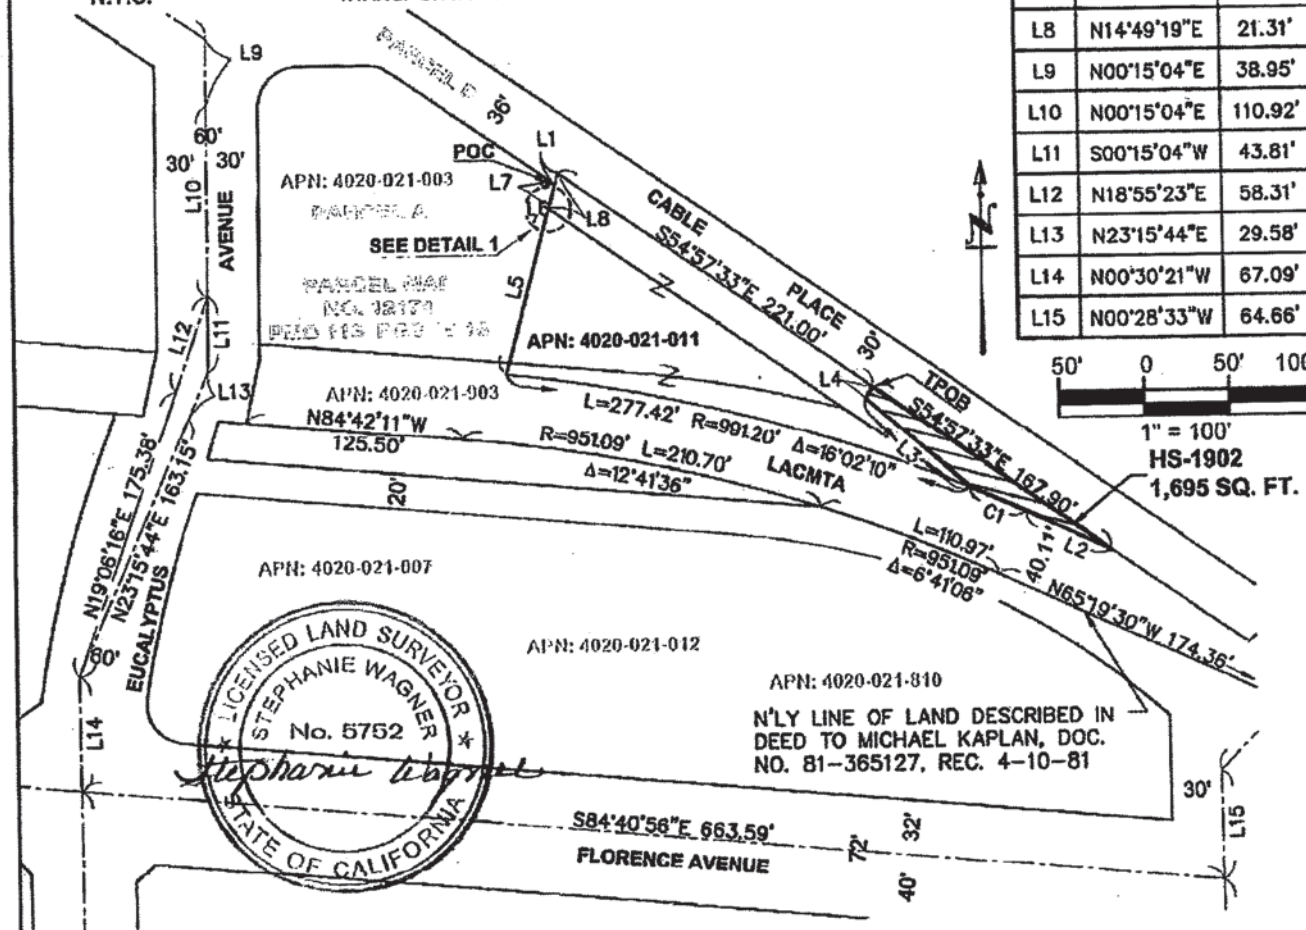 L8 N14°49'19"E 21.31'
L9 N00°15'04"E 38.95'
L10 N00°15'04"E 110.92'
L11 S00°15'04"W 43.81'
L12 N18°55'23"E 58.31'
L13 N23°15'44"E 29.58'
L14 N00°30'21"W 67.09'
L15 N00°28'33"W 64.66'
50' 0 50' 100
1" = 100'
HS-1902
1,695 SQ. FT.
N
L9
60'
30' 30'
L10
AVENUE
PARCEL
36'
L1
POC
L7
L8
APN: 4020-021-003
PARCEL A
SEE DETAIL 1
PARCEL MAP
L5
CABLE PLACE
S54°57'33"E 221.00'
30'
APN: 4020-021-011
L4
TPOB
S54°57'33"E 167.90'
L12
L11
L13
APN: 4020-021-903
N84°42'11"W
125.50'
L=277.42' R=991.20' Δ=16°02'10"
R=951.09' L=210.70'
Δ=12°41'36"
LACMTA
L3
C1
L2
20'
L=110.97'
R=951.09'
Δ=6°41'06"
40.11'
N65°19'30"W 174.36'
N19°06'16"E 175.38'
N23°15'44"E 163.15'
EUCALYPTUS
60'
APN: 4020-021-007
APN: 4020-021-012
APN: 4020-021-810
N'LY LINE OF LAND DESCRIBED IN
DEED TO MICHAEL KAPLAN, DOC.
NO. 81-365127, REC. 4-10-81
LICENSED LAND SURVEYOR
STEPHANIE WAGNER
No. 5752
Stephanie Wagner
STATE OF CALIFORNIA
L14
S84°40'56"E 663.59'
FLORENCE AVENUE
72'
32'
40'
30'
L15